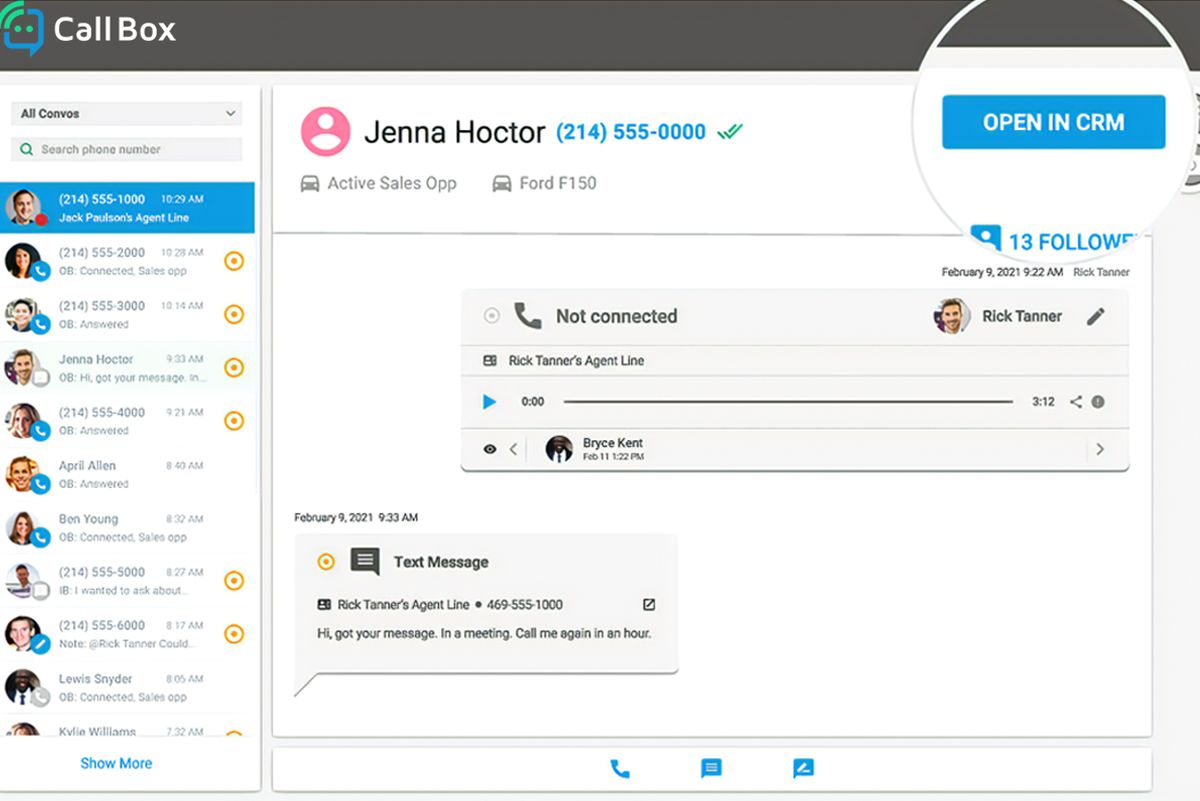 Call Box
All Convos
Search phone number
(214) 555-1000 10:29 AM
Jack Paulson's Agent Line
(214) 555-2000 10:28 AM
OB: Connected, Sales opp
(214) 555-3000 10:14 AM
OB: Answered
Jenna Hoctor 9:33 AM
OB: Hi, got your message. In...
(214) 555-4000 9:21 AM
OB: Answered
April Allen 8:40 AM
OB: Answered
Ben Young 8:32 AM
OB: Connected, Sales opp
(214) 555-5000 8:27 AM
IB: I wanted to ask about...
(214) 555-6000 8:17 AM
Note: @Rick Tanner Could...
Lewis Snyder 8:05 AM
OB: Connected, Sales opp
Kylie Williams 7:32 AM
Show More
Jenna Hoctor (214) 555-0000
Active Sales Opp Ford F150
OPEN IN CRM
13 FOLLOWE
February 9, 2021 9:22 AM Rick Tanner
Not connected Rick Tanner
Rick Tanner's Agent Line
0:00 3:12
Bryce Kent
Feb 11 1:22 PM
February 9, 2021 9:33 AM
Text Message
Rick Tanner's Agent Line • 469-555-1000
Hi, got your message. In a meeting. Call me again in an hour.